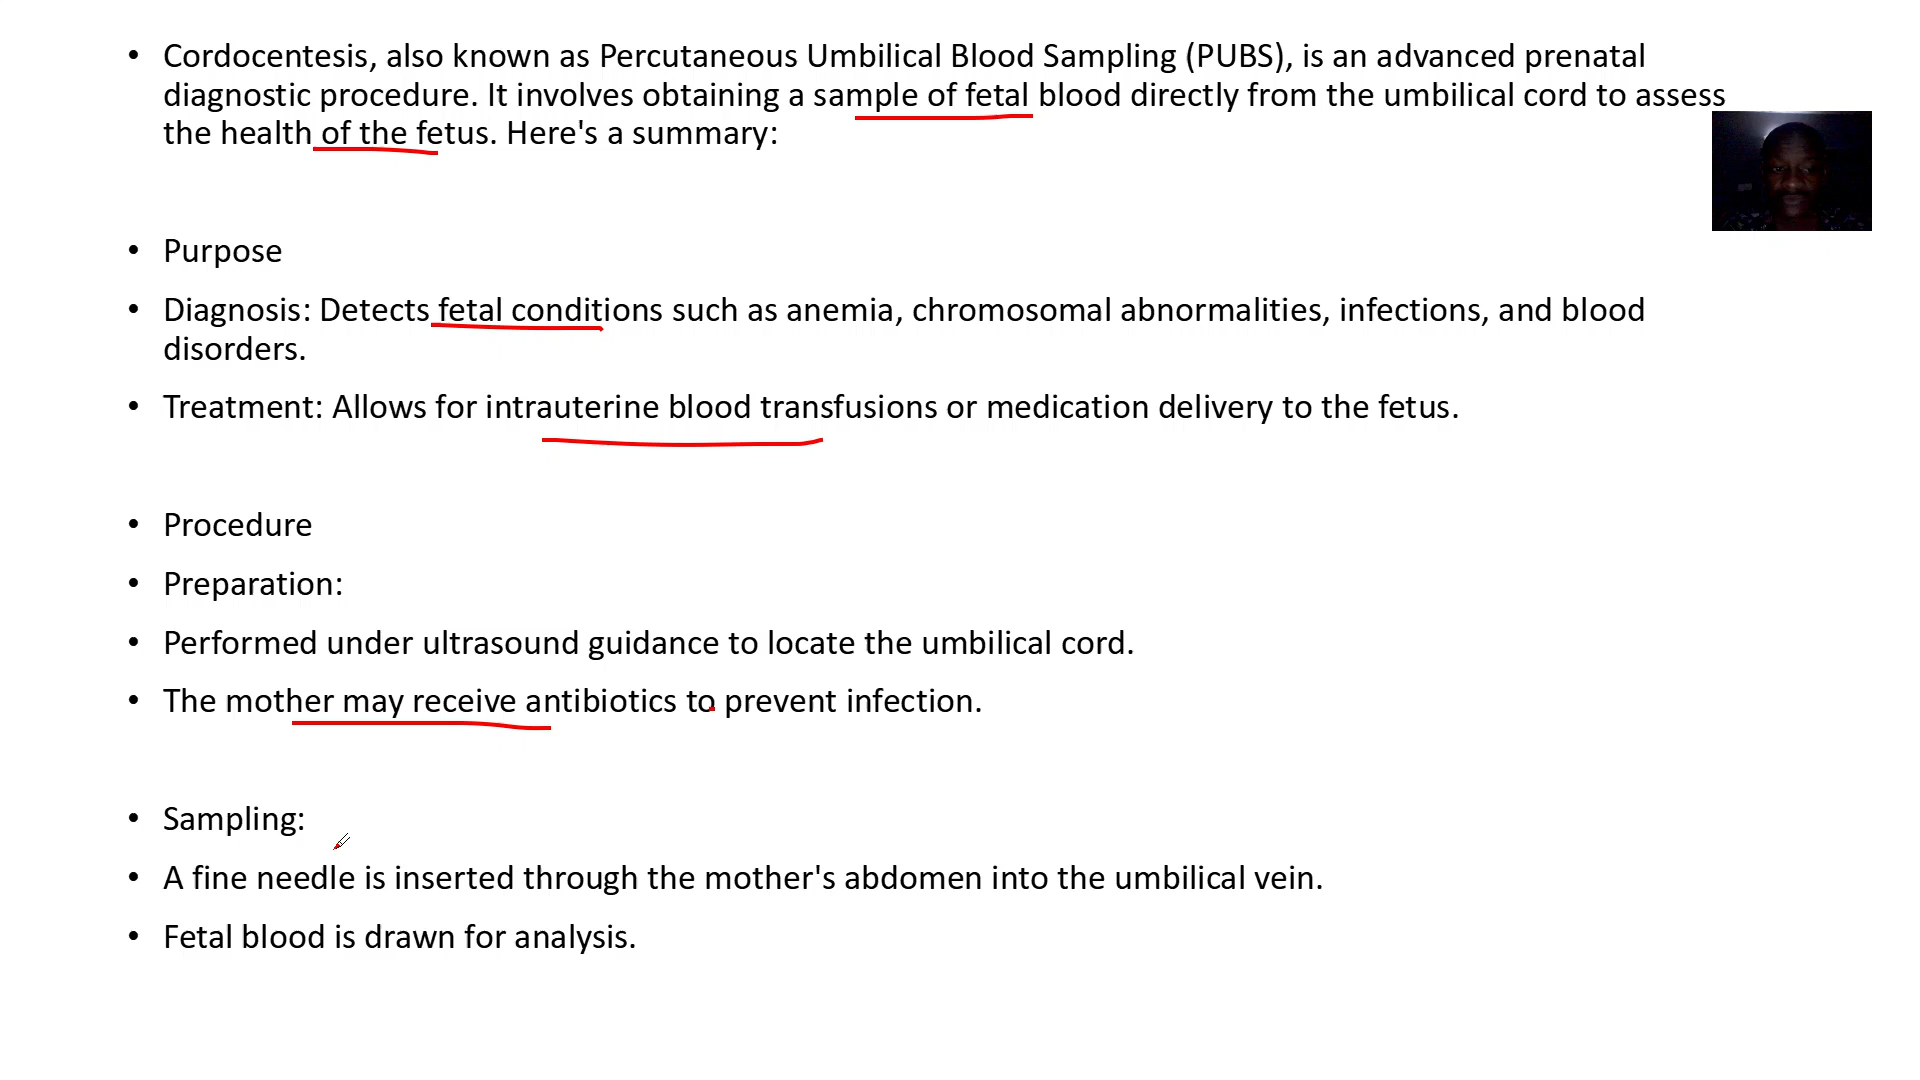 • Cordocentesis, also known as Percutaneous Umbilical Blood Sampling (PUBS), is an advanced prenatal
diagnostic procedure. It involves obtaining a sample of fetal blood directly from the umbilical cord to assess
the health of the fetus. Here's a summary:
• Purpose
• Diagnosis: Detects fetal conditions such as anemia, chromosomal abnormalities, infections, and blood
disorders.
• Treatment: Allows for intrauterine blood transfusions or medication delivery to the fetus.
• Procedure
• Preparation:
• Performed under ultrasound guidance to locate the umbilical cord.
• The mother may receive antibiotics to prevent infection.
• Sampling:
• A fine needle is inserted through the mother's abdomen into the umbilical vein.
• Fetal blood is drawn for analysis.